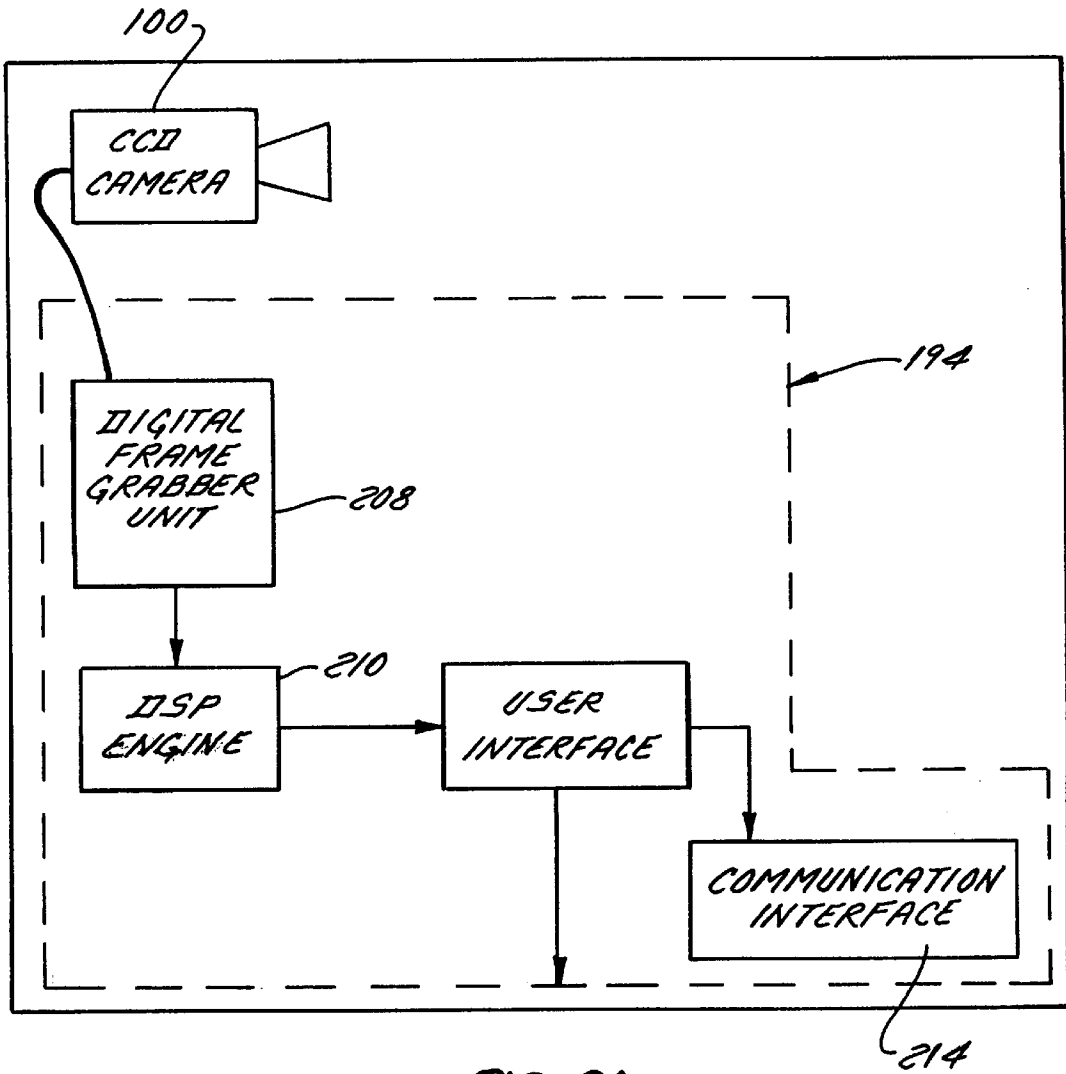 100
CCD
CAMERA
194
DIGITAL
FRAME
GRABBER
UNIT
208
210
DSP
ENGINE
USER
INTERFACE
COMMUNICATION
INTERFACE
214